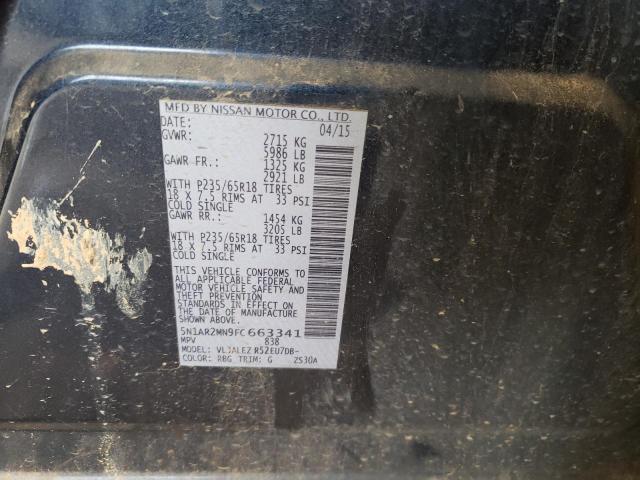 MFD BY NISSAN MOTOR CO., LTD.
DATE: 04/15
GVWR: 2715 KG
5986 LB
GAWR FR.: 1325 KG
2921 LB
WITH P235/65R18 TIRES
18 X 7.5 RIMS AT 33 PSI
COLD SINGLE
GAWR RR.: 1454 KG
3205 LB
WITH P235/65R18 TIRES
18 X 7.5 RIMS AT 33 PSI
COLD SINGLE
THIS VEHICLE CONFORMS TO
ALL APPLICABLE FEDERAL
MOTOR VEHICLE SAFETY AND
THEFT PREVENTION
STANDARDS IN EFFECT ON
THE DATE OF MANUFACTURE
SHOWN ABOVE.
5N1AR2MN9FC663341
MPV 838
MODEL: R52EU7DB-
COLOR: RBG TRIM: G 2S30A